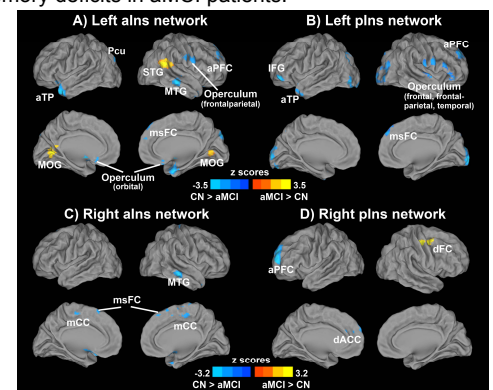 mory deficits in aMCI patients.
A) Left aIns network
B) Left pIns network
Pcu
STG
aPFC
aTP
MTG
Operculum
(frontalparietal)
IFG
aPFC
aTP
Operculum
(frontal, frontal-
parietal, temporal)
msFC
MOG
MOG
Operculum
(orbital)
msFC
z scores
-3.5 3.5
CN > aMCI aMCI > CN
C) Right aIns network
D) Right pIns network
MTG
aPFC
dFC
msFC
mCC
mCC
dACC
z scores
-3.2 3.2
CN > aMCI aMCI > CN